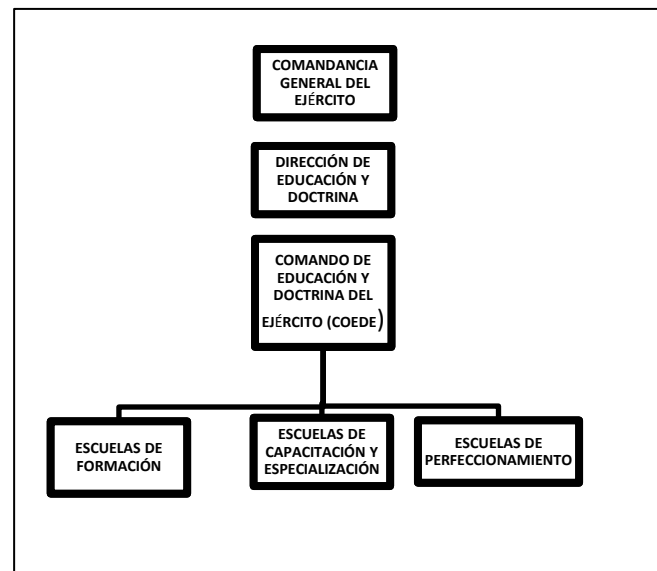 COMANDANCIA
GENERAL DEL
EJÉRCITO
DIRECCIÓN DE
EDUCACIÓN Y
DOCTRINA
COMANDO DE
EDUCACIÓN Y
DOCTRINA DEL
EJÉRCITO (COEDE)
ESCUELAS DE
FORMACIÓN
ESCUELAS DE
CAPACITACIÓN Y
ESPECIALIZACIÓN
ESCUELAS DE
PERFECCIONAMIENTO